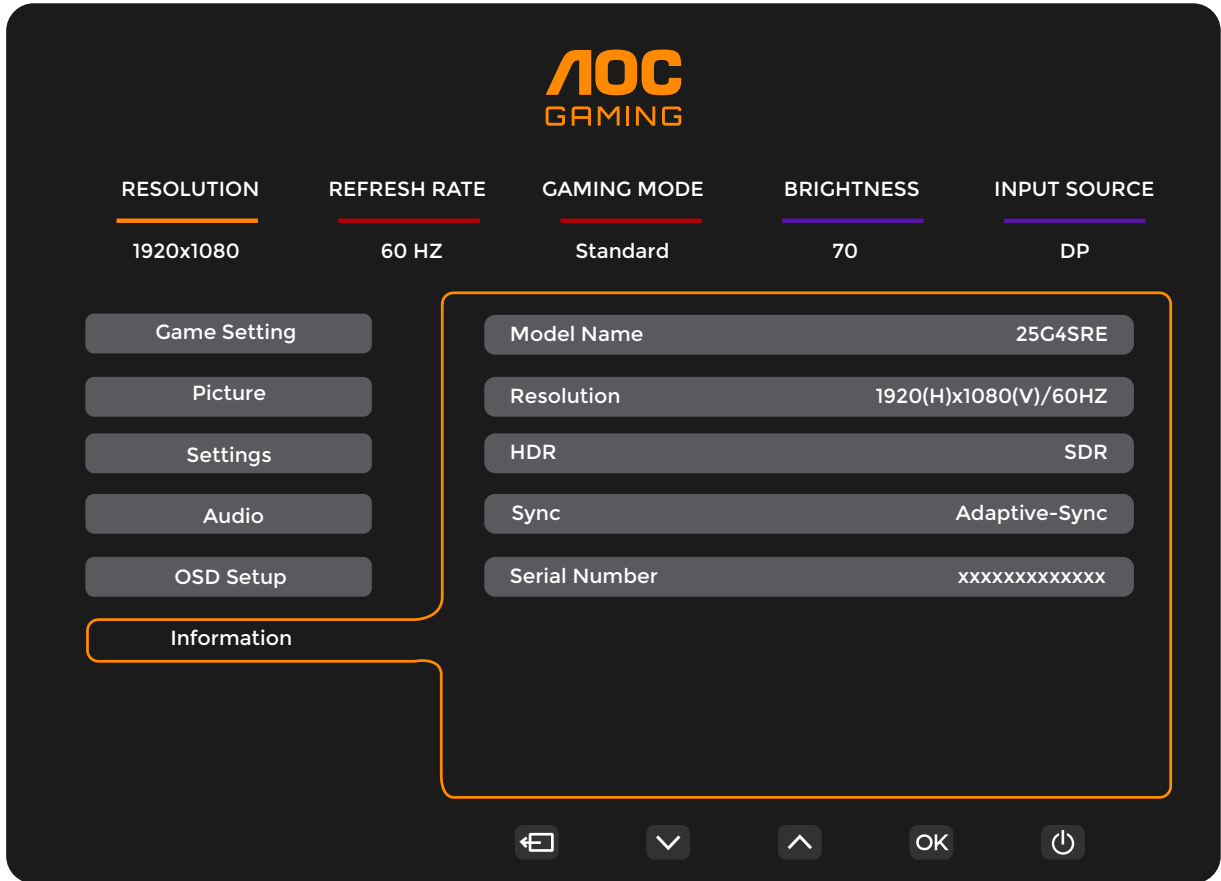 AOC
GAMING
RESOLUTION REFRESH RATE GAMING MODE BRIGHTNESS INPUT SOURCE
1920x1080 60 HZ Standard 70 DP
Game Setting
Picture
Settings
Audio
OSD Setup
Information
Model Name 25G4SRE
Resolution 1920(H)x1080(V)/60HZ
HDR SDR
Sync Adaptive-Sync
Serial Number xxxxxxxxxxxxx
OK